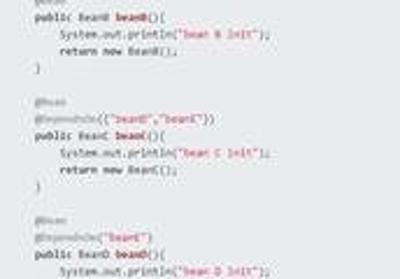 @Bean
public BeanB beanB(){
System.out.println("bean B init");
return new BeanB();
}
@Bean
@DependsOn({"beanD","beanE"})
public BeanC beanC(){
System.out.println("bean C init");
return new BeanC();
}
@Bean
@DependsOn("beanE")
public BeanD beanD(){
System.out.println("bean D init");